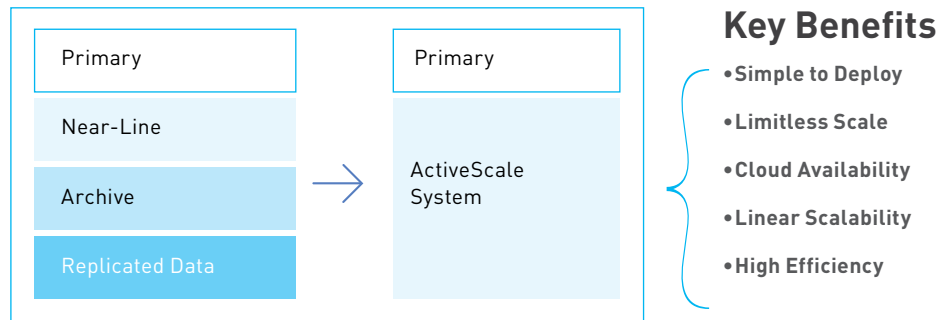 Primary
Near-Line
Archive
Replicated Data
Primary
ActiveScale
System
Key Benefits
•Simple to Deploy
•Limitless Scale
•Cloud Availability
•Linear Scalability
•High Efficiency